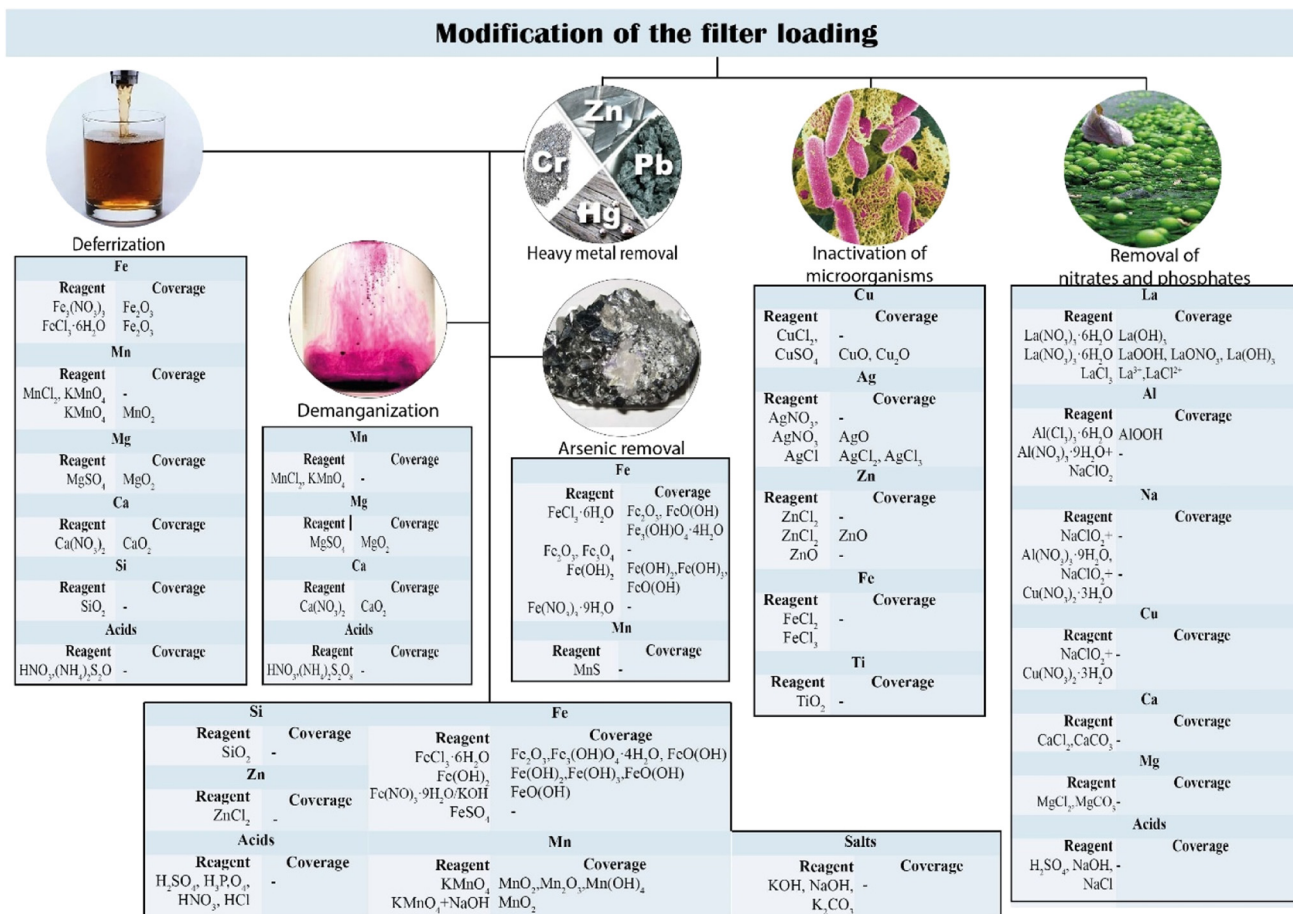 Modification of the filter loading
Zn
Cr
Pb
Hg
Deferrization
Fe
Reagent Coverage
Fe₃(NO₃)₃ Fe₂O₃
FeCl₃·6H₂O Fe₂O₃
Mn
Reagent Coverage
MnCl₂, KMnO₄ -
KMnO₄ MnO₂
Mg
Reagent Coverage
MgSO₄ MgO₂
Ca
Reagent Coverage
Ca(NO₃)₂ CaO₂
Si
Reagent Coverage
SiO₂ -
Acids
Reagent Coverage
HNO₃,(NH₄)₂S₂O -
Demanganization
Mn
Reagent Coverage
MnCl₂, KMnO₄ -
Mg
Reagent Coverage
MgSO₄ MgO₂
Ca
Reagent Coverage
Ca(NO₃)₂ CaO₂
Acids
Reagent Coverage
HNO₃,(NH₄)₂S₂O₈ -
Heavy metal removal
Arsenic removal
Fe
Reagent Coverage
FeCl₃·6H₂O Fe₂O₃, FeO(OH)
Fe₃(OH)O₄·4H₂O
Fe₂O₃, Fe₃O₄ -
Fe(OH)₂ Fe(OH)₂,Fe(OH)₃,
FeO(OH)
Fe(NO₃)₃·9H₂O -
Mn
Reagent Coverage
MnS -
Inactivation of
microorganisms
Cu
Reagent Coverage
CuCl₂, -
CuSO₄ CuO, Cu₂O
Ag
Reagent Coverage
AgNO₃, -
AgNO₃ AgO
AgCl AgCl₂, AgCl₃
Zn
Reagent Coverage
ZnCl₂ -
ZnCl₂ ZnO
ZnO -
Fe
Reagent Coverage
FeCl₂ -
FeCl₃
Ti
Reagent Coverage
TiO₂ -
Removal of
nitrates and phosphates
La
Reagent Coverage
La(NO₃)₃·6H₂O La(OH)₃
La(NO₃)₃·6H₂O LaOOH, LaONO₃, La(OH)₃
LaCl₃ La³⁺,LaCl²⁺
Al
Reagent Coverage
Al(Cl₃)₃·6H₂O AlOOH
Al(NO₃)₃·9H₂O+ -
NaClO₂
Na
Reagent Coverage
NaClO₂+ -
Al(NO₃)₃·9H₂O,
NaClO₂+ -
Cu(NO₃)₂·3H₂O
Cu
Reagent Coverage
NaClO₂+ -
Cu(NO₃)₂·3H₂O
Ca
Reagent Coverage
CaCl₂,CaCO₃ -
Mg
Reagent Coverage
MgCl₂,MgCO₃ -
Acids
Reagent Coverage
H₂SO₄, NaOH, -
NaCl
Si
Reagent Coverage
SiO₂ -
Zn
Reagent Coverage
ZnCl₂ -
Acids
Reagent Coverage
H₂SO₄, H₃P,O₄, -
HNO₃, HCl
Fe
Reagent Coverage
FeCl₃·6H₂O Fe₂O₃,Fe₃(OH)O₄·4H₂O, FeO(OH)
Fe(OH)₂ Fe(OH)₂,Fe(OH)₃,FeO(OH)
Fe(NO)₃·9H₂O/KOH FeO(OH)
FeSO₄ -
Mn
Reagent Coverage
KMnO₄ MnO₂,Mn₂O₃,Mn(OH)₄
KMnO₄+NaOH MnO₂
Salts
Reagent Coverage
KOH, NaOH, -
K₂CO₃